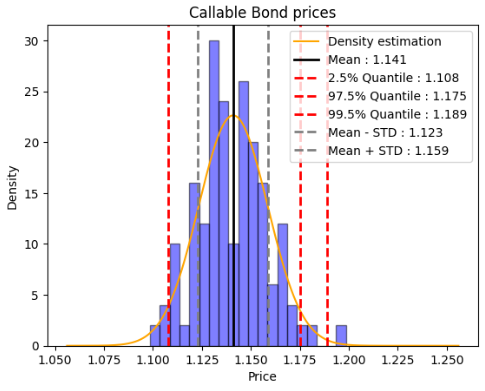 Callable Bond prices
Density estimation
Mean : 1.141
2.5% Quantile : 1.108
97.5% Quantile : 1.175
99.5% Quantile : 1.189
Mean - STD : 1.123
Mean + STD : 1.159
Density
30
25
20
15
10
5
0
1.050 1.075 1.100 1.125 1.150 1.175 1.200 1.225 1.250
Price